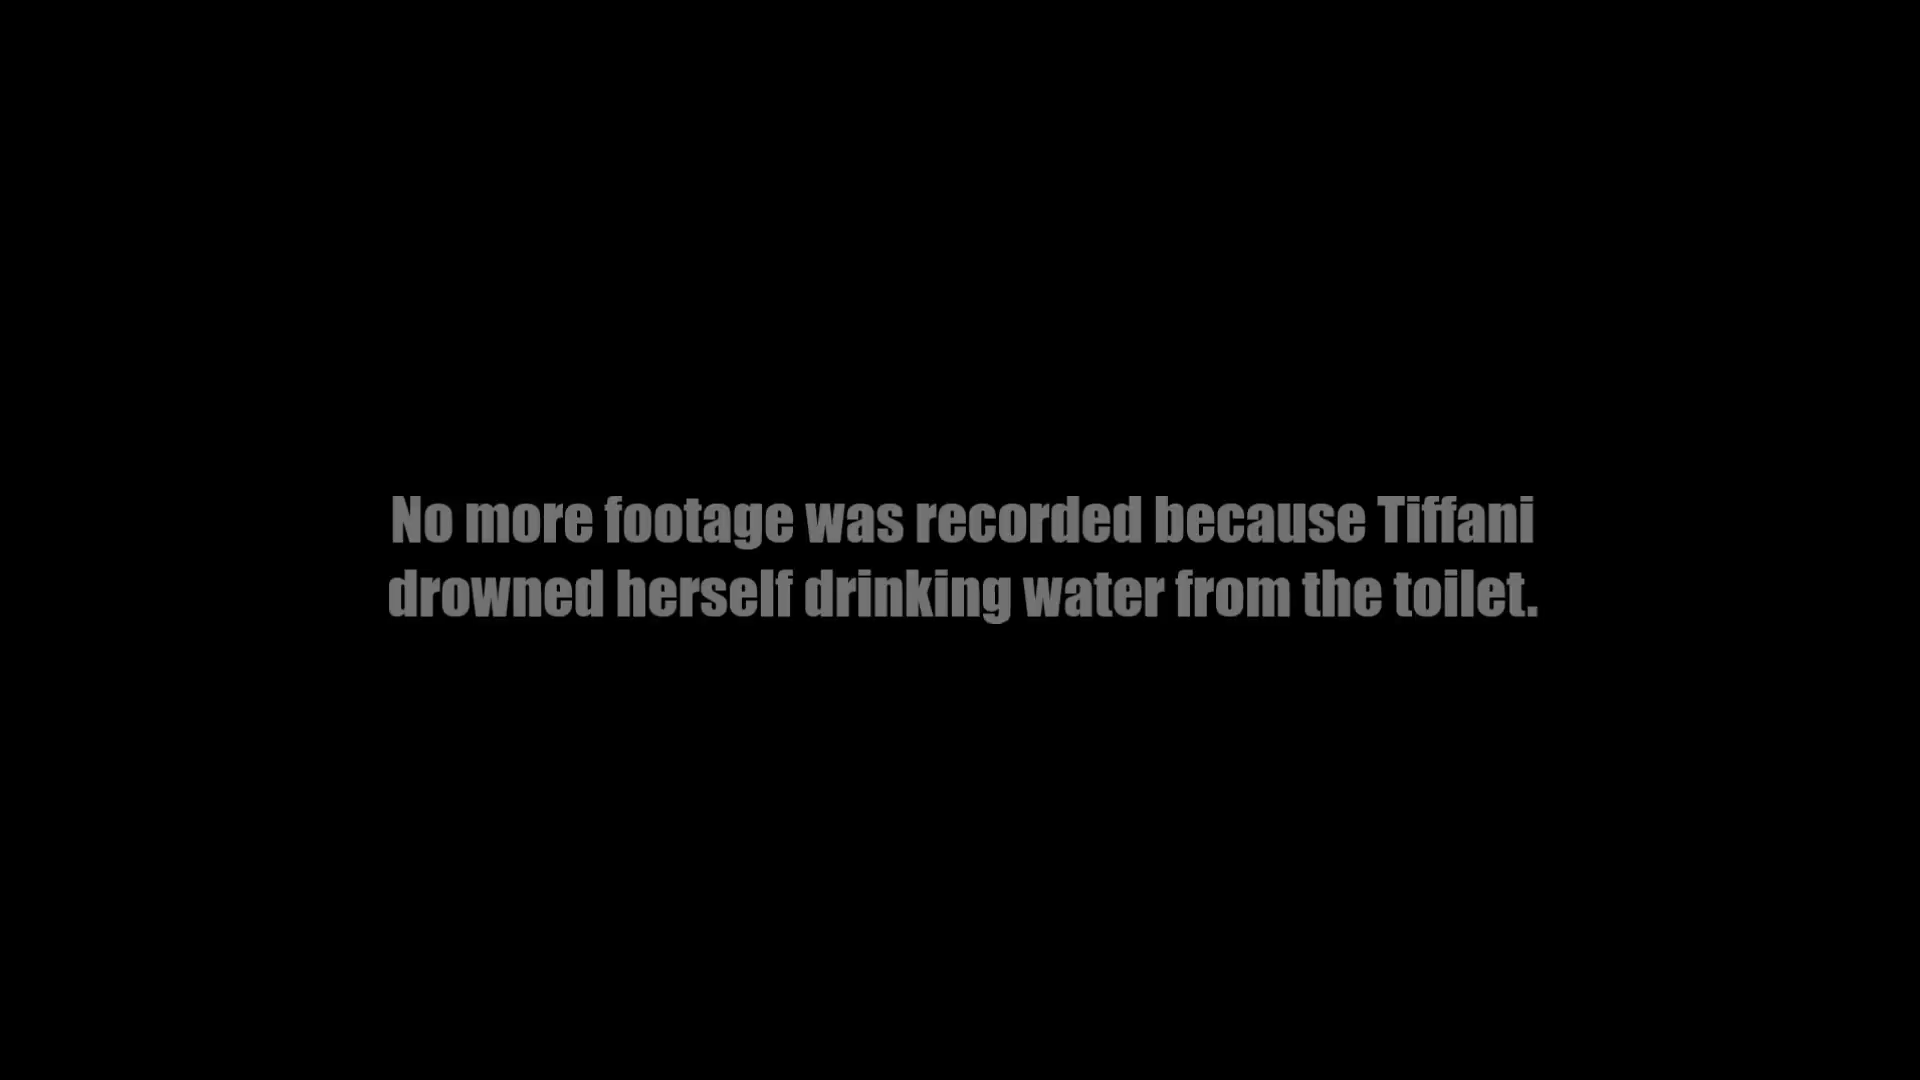 No more footage was recorded because Tiffani
drowned herself drinking water from the toilet.